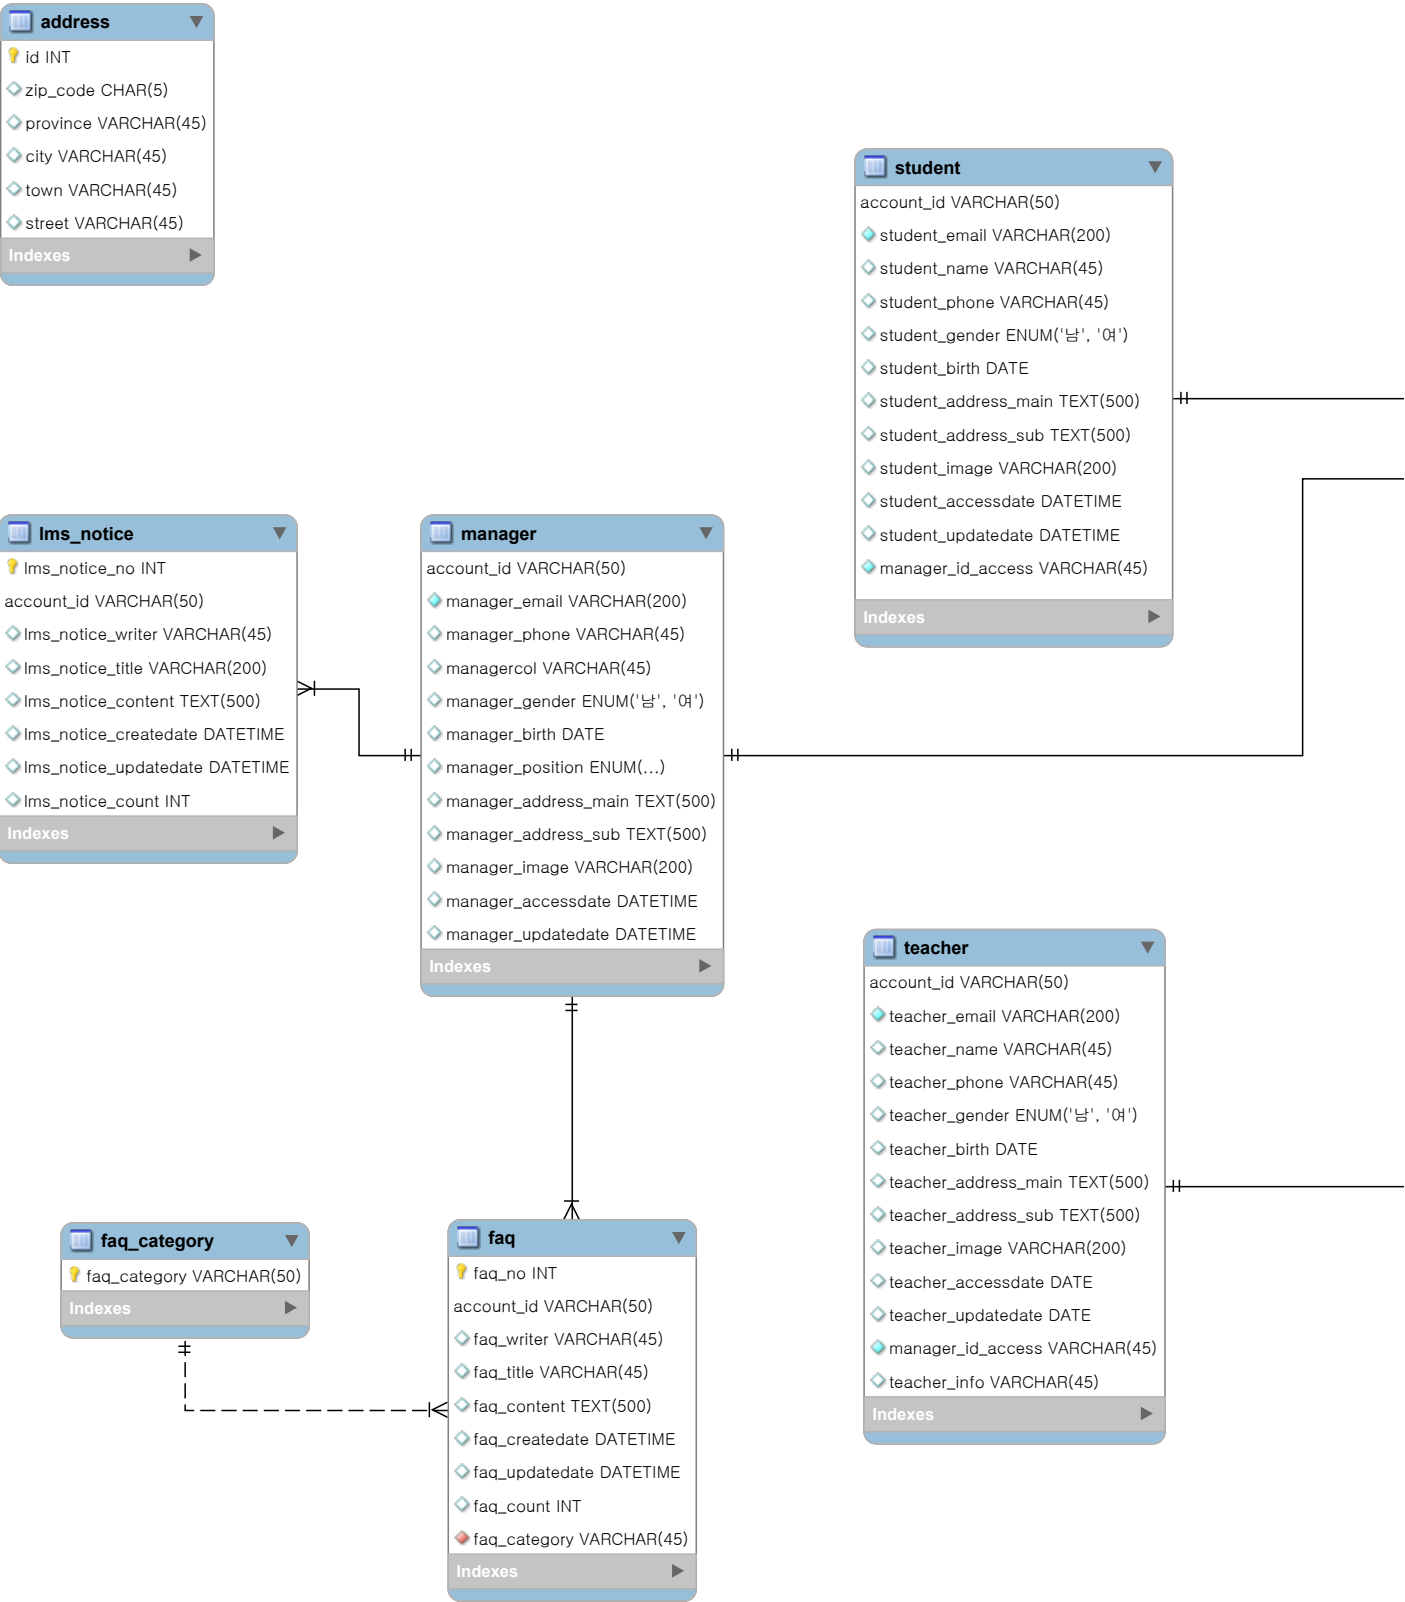 address
id INT
zip_code CHAR(5)
province VARCHAR(45)
city VARCHAR(45)
town VARCHAR(45)
street VARCHAR(45)
Indexes
student
account_id VARCHAR(50)
student_email VARCHAR(200)
student_name VARCHAR(45)
student_phone VARCHAR(45)
student_gender ENUM('남', '여')
student_birth DATE
student_address_main TEXT(500)
student_address_sub TEXT(500)
student_image VARCHAR(200)
student_accessdate DATETIME
student_updatedate DATETIME
manager_id_access VARCHAR(45)
Indexes
lms_notice
lms_notice_no INT
account_id VARCHAR(50)
lms_notice_writer VARCHAR(45)
lms_notice_title VARCHAR(200)
lms_notice_content TEXT(500)
lms_notice_createdate DATETIME
lms_notice_updatedate DATETIME
lms_notice_count INT
Indexes
manager
account_id VARCHAR(50)
manager_email VARCHAR(200)
manager_phone VARCHAR(45)
managercol VARCHAR(45)
manager_gender ENUM('남', '여')
manager_birth DATE
manager_position ENUM(...)
manager_address_main TEXT(500)
manager_address_sub TEXT(500)
manager_image VARCHAR(200)
manager_accessdate DATETIME
manager_updatedate DATETIME
Indexes
teacher
account_id VARCHAR(50)
teacher_email VARCHAR(200)
teacher_name VARCHAR(45)
teacher_phone VARCHAR(45)
teacher_gender ENUM('남', '여')
teacher_birth DATE
teacher_address_main TEXT(500)
teacher_address_sub TEXT(500)
teacher_image VARCHAR(200)
teacher_accessdate DATE
teacher_updatedate DATE
manager_id_access VARCHAR(45)
teacher_info VARCHAR(45)
Indexes
faq_category
faq_category VARCHAR(50)
Indexes
faq
faq_no INT
account_id VARCHAR(50)
faq_writer VARCHAR(45)
faq_title VARCHAR(45)
faq_content TEXT(500)
faq_createdate DATETIME
faq_updatedate DATETIME
faq_count INT
faq_category VARCHAR(45)
Indexes